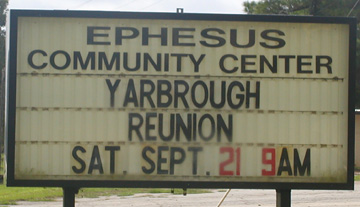 EPHESUS
COMMUNITY CENTER
YARBROUGH
REUNION
SAT. SEPT. 21 9AM